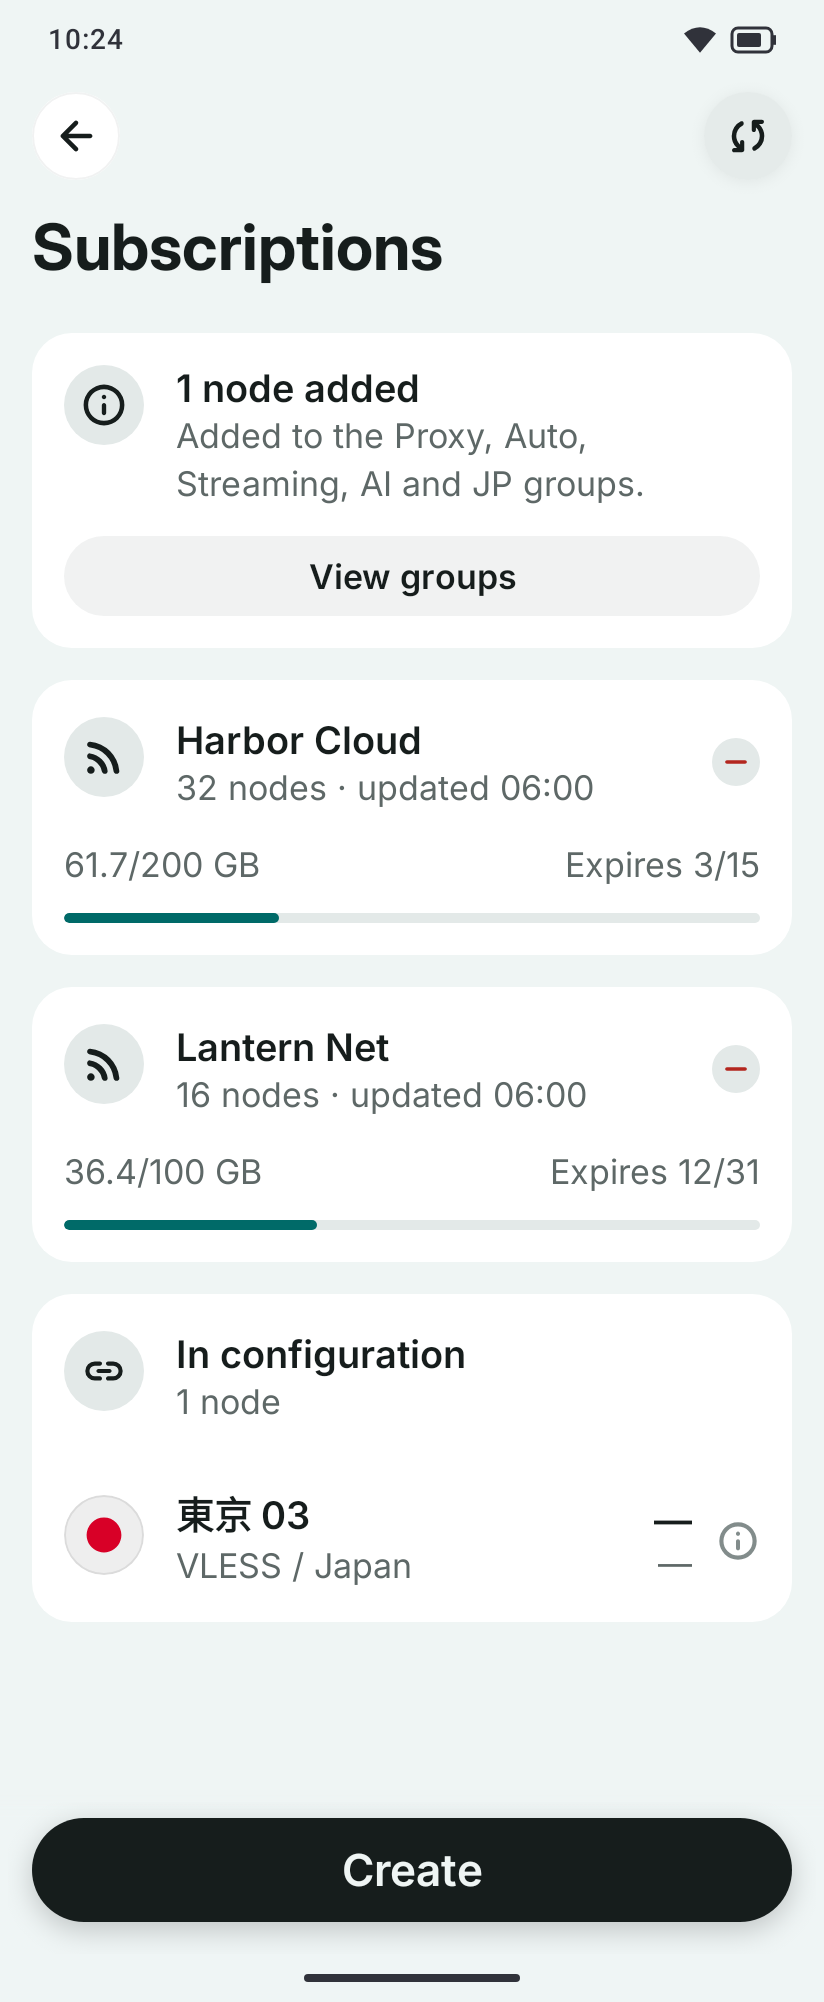 10:24
Subscriptions
1 node added
Added to the Proxy, Auto,
Streaming, AI and JP groups.
View groups
Harbor Cloud
32 nodes · updated 06:00
61.7/200 GB
Expires 3/15
Lantern Net
16 nodes · updated 06:00
36.4/100 GB
Expires 12/31
In configuration
1 node
東京 03
—
VLESS / Japan
—
Create